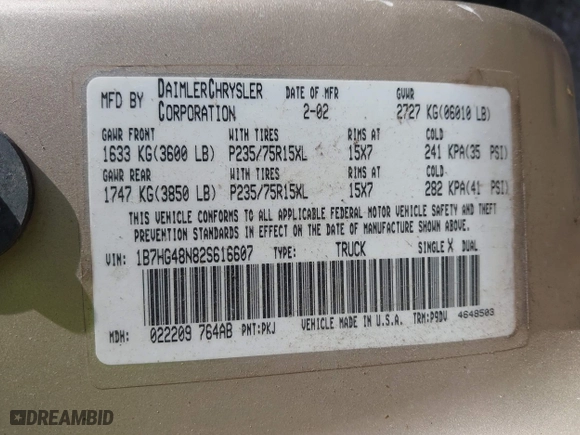 MFD BY DAIMLERCHRYSLER CORPORATION DATE OF MFR 2-02 GVWR 2727 KG(06010 LB)
GAWR FRONT WITH TIRES RIMS AT COLD
1633 KG(3600 LB) P235/75R15XL 15X7 241 KPA(35 PSI)
GAWR REAR WITH TIRES RIMS AT COLD
1747 KG(3850 LB) P235/75R15XL 15X7 282 KPA(41 PSI)
THIS VEHICLE CONFORMS TO ALL APPLICABLE FEDERAL MOTOR VEHICLE SAFETY AND THEFT
PREVENTION STANDARDS IN EFFECT ON THE DATE OF MANUFACTURE SHOWN ABOVE.
VIN: 1B7HG48N82S616607 TYPE: TRUCK SINGLE X DUAL
MDH: 022209 764AB PNT:PKJ VEHICLE MADE IN U.S.A. TRM:P9DV 4648503
DREAMBID